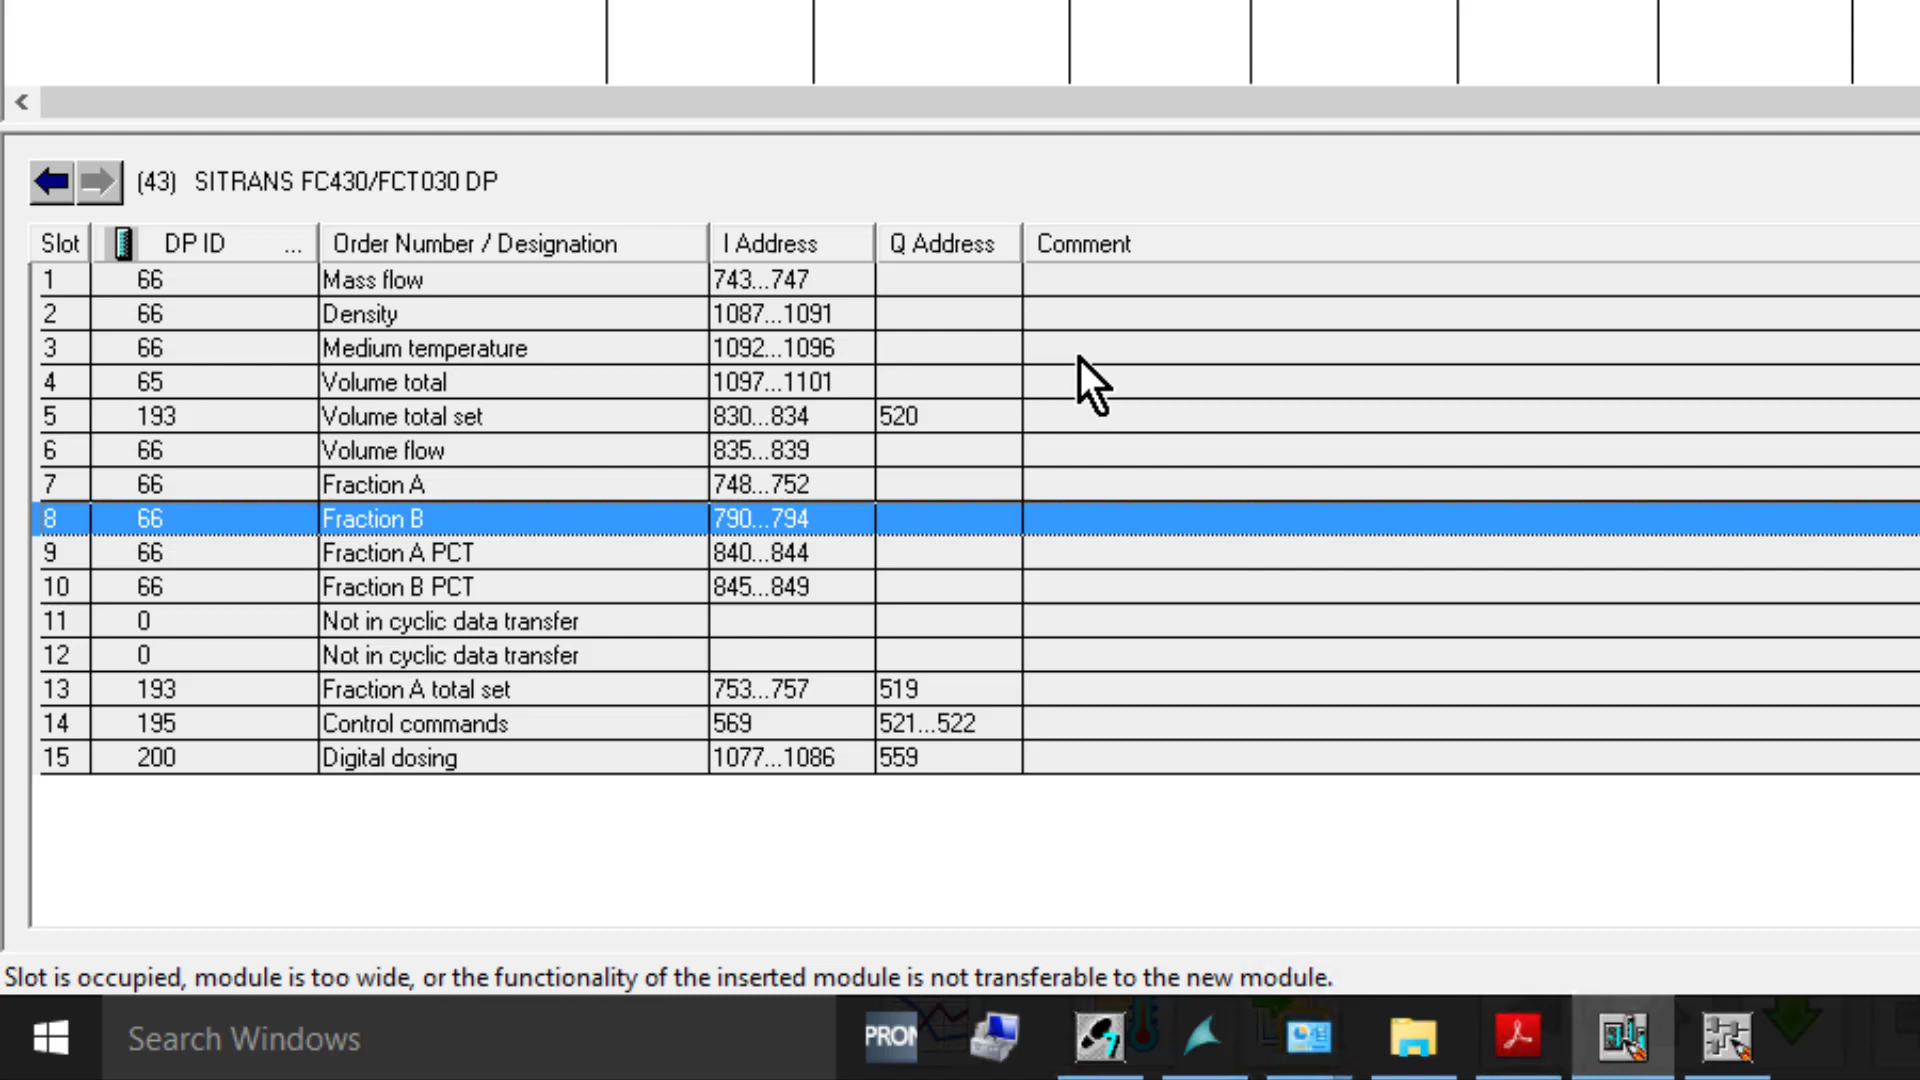 (43) SITRANS FC430/FCT030 DP
Slot DP ID ... Order Number / Designation I Address Q Address Comment
1 66 Mass flow 743...747
2 66 Density 1087...1091
3 66 Medium temperature 1092...1096
4 65 Volume total 1097...1101
5 193 Volume total set 830...834 520
6 66 Volume flow 835...839
7 66 Fraction A 748...752
8 66 Fraction B 790...794
9 66 Fraction A PCT 840...844
10 66 Fraction B PCT 845...849
11 0 Not in cyclic data transfer
12 0 Not in cyclic data transfer
13 193 Fraction A total set 753...757 519
14 195 Control commands 569 521...522
15 200 Digital dosing 1077...1086 559
Slot is occupied, module is too wide, or the functionality of the inserted module is not transferable to the new module.
Search Windows PRON 7